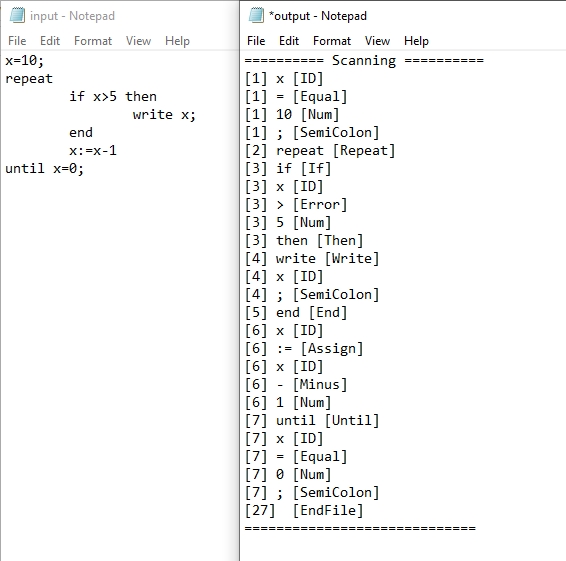 input - Notepad
File Edit Format View Help
x=10;
repeat
        if x>5 then
                write x;
        end
        x:=x-1
until x=0;
*output - Notepad
File Edit Format View Help
========== Scanning ==========
[1] x [ID]
[1] = [Equal]
[1] 10 [Num]
[1] ; [SemiColon]
[2] repeat [Repeat]
[3] if [If]
[3] x [ID]
[3] > [Error]
[3] 5 [Num]
[3] then [Then]
[4] write [Write]
[4] x [ID]
[4] ; [SemiColon]
[5] end [End]
[6] x [ID]
[6] := [Assign]
[6] x [ID]
[6] - [Minus]
[6] 1 [Num]
[7] until [Until]
[7] x [ID]
[7] = [Equal]
[7] 0 [Num]
[7] ; [SemiColon]
[27]  [EndFile]
=============================